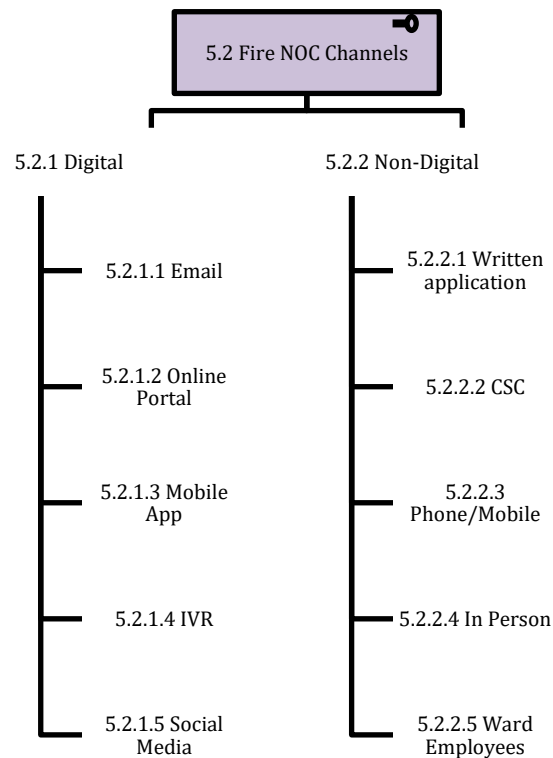 5.2 Fire NOC Channels
5.2.1 Digital
5.2.2 Non-Digital
5.2.1.1 Email
5.2.1.2 Online
Portal
5.2.1.3 Mobile
App
5.2.1.4 IVR
5.2.1.5 Social
Media
5.2.2.1 Written
application
5.2.2.2 CSC
5.2.2.3
Phone/Mobile
5.2.2.4 In Person
5.2.2.5 Ward
Employees